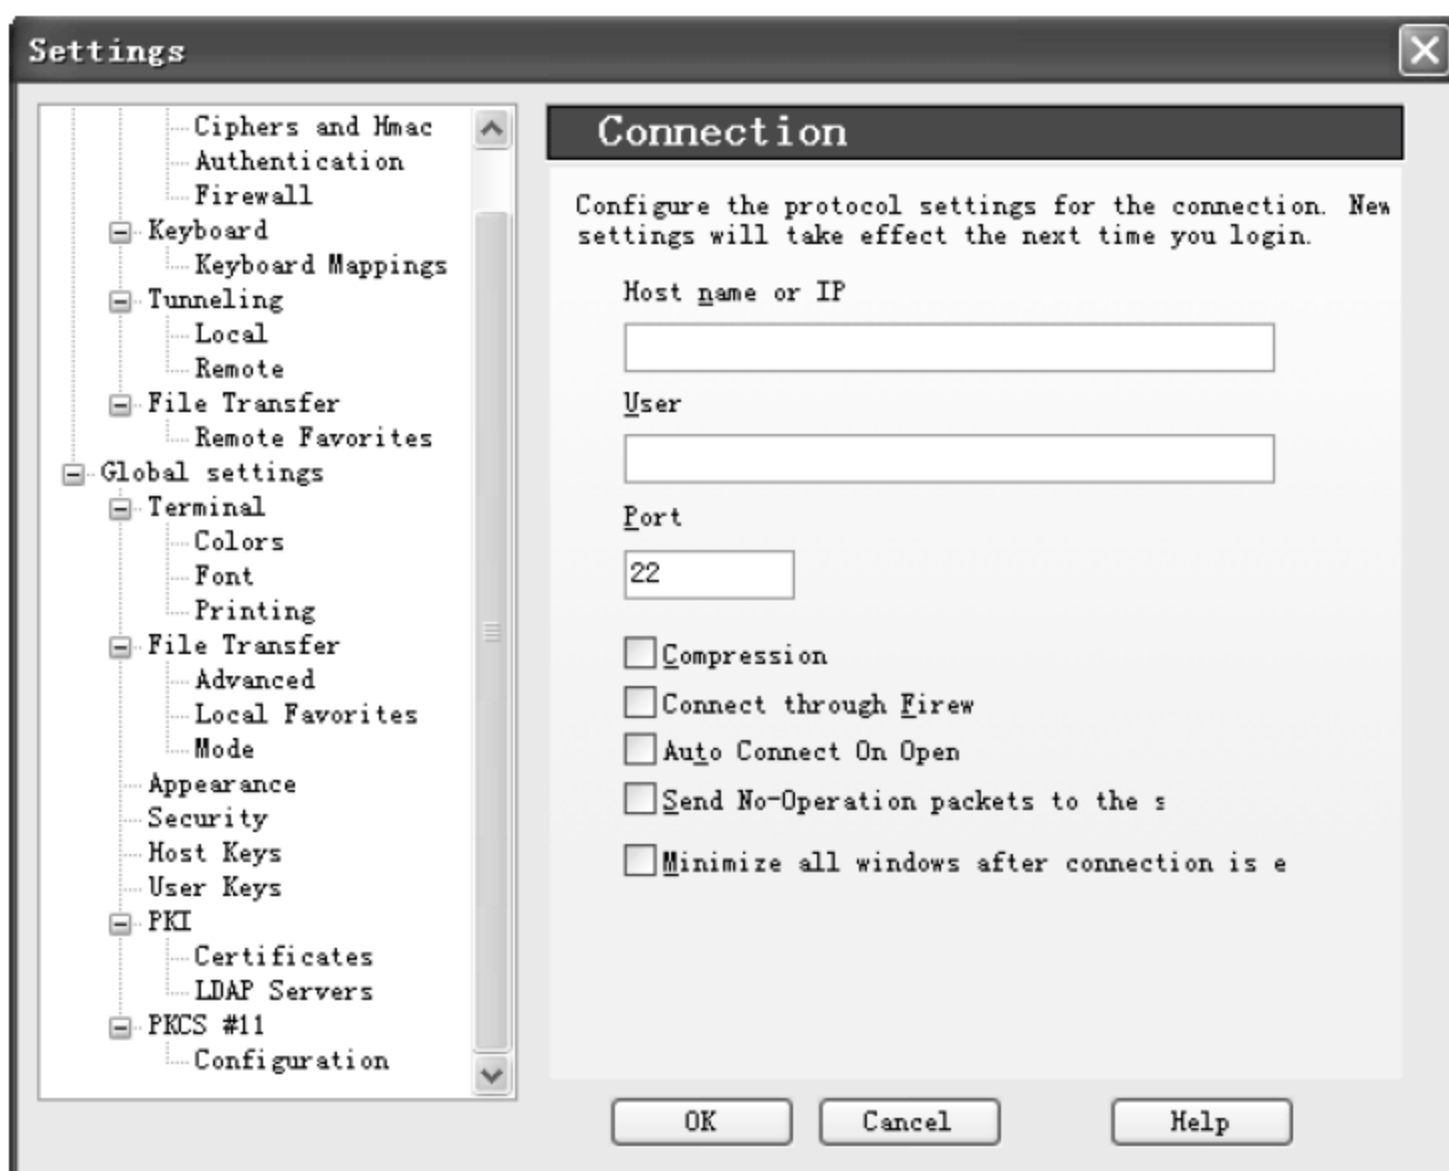 Settings
Ciphers and Hmac
Authentication
Firewall
Keyboard
Keyboard Mappings
Tunneling
Local
Remote
File Transfer
Remote Favorites
Global settings
Terminal
Colors
Font
Printing
File Transfer
Advanced
Local Favorites
Mode
Appearance
Security
Host Keys
User Keys
PKI
Certificates
LDAP Servers
PKCS #11
Configuration
Connection
Configure the protocol settings for the connection. New
settings will take effect the next time you login.
Host name or IP
User
Port
22
Compression
Connect through Firew
Auto Connect On Open
Send No-Operation packets to the s
Minimize all windows after connection is e
OK
Cancel
Help